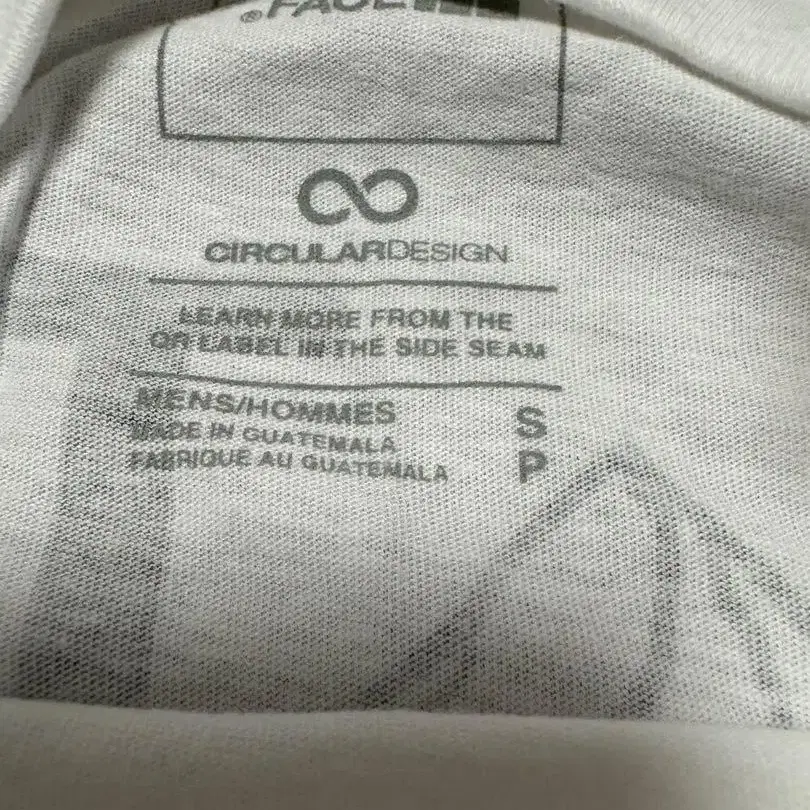 FACE
®
CIRCULARDESIGN
LEARN MORE FROM THE
QR LABEL IN THE SIDE SEAM
MENS/HOMMES S
MADE IN GUATEMALA
FABRIQUE AU GUATEMALA P